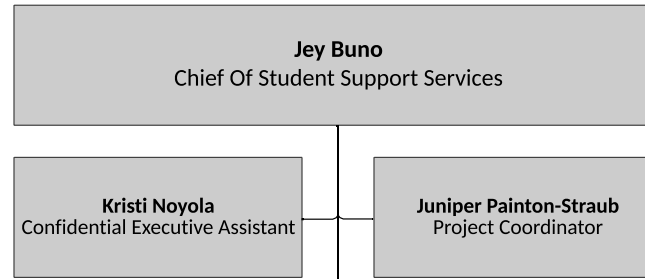 Jey Buno
Chief Of Student Support Services
Kristi Noyola
Confidential Executive Assistant
Juniper Painton-Straub
Project Coordinator